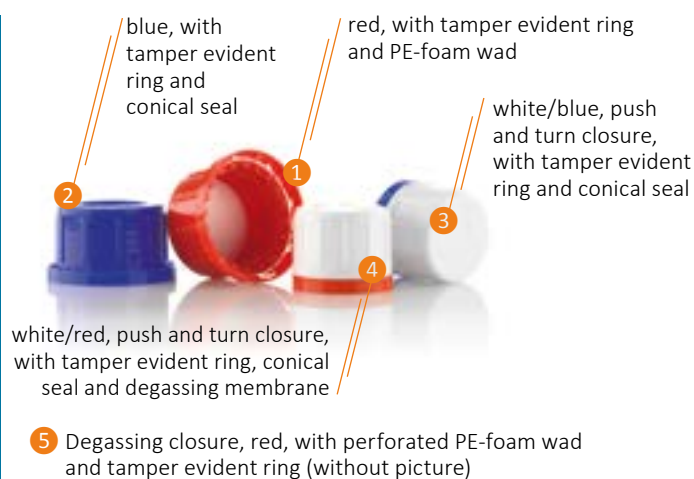 blue, with
tamper evident
ring and
conical seal
red, with tamper evident ring
and PE-foam wad
white/blue, push
and turn closure,
with tamper evident
ring and conical seal
1
2
3
4
white/red, push and turn closure,
with tamper evident ring, conical
seal and degassing membrane
5 Degassing closure, red, with perforated PE-foam wad
and tamper evident ring (without picture)